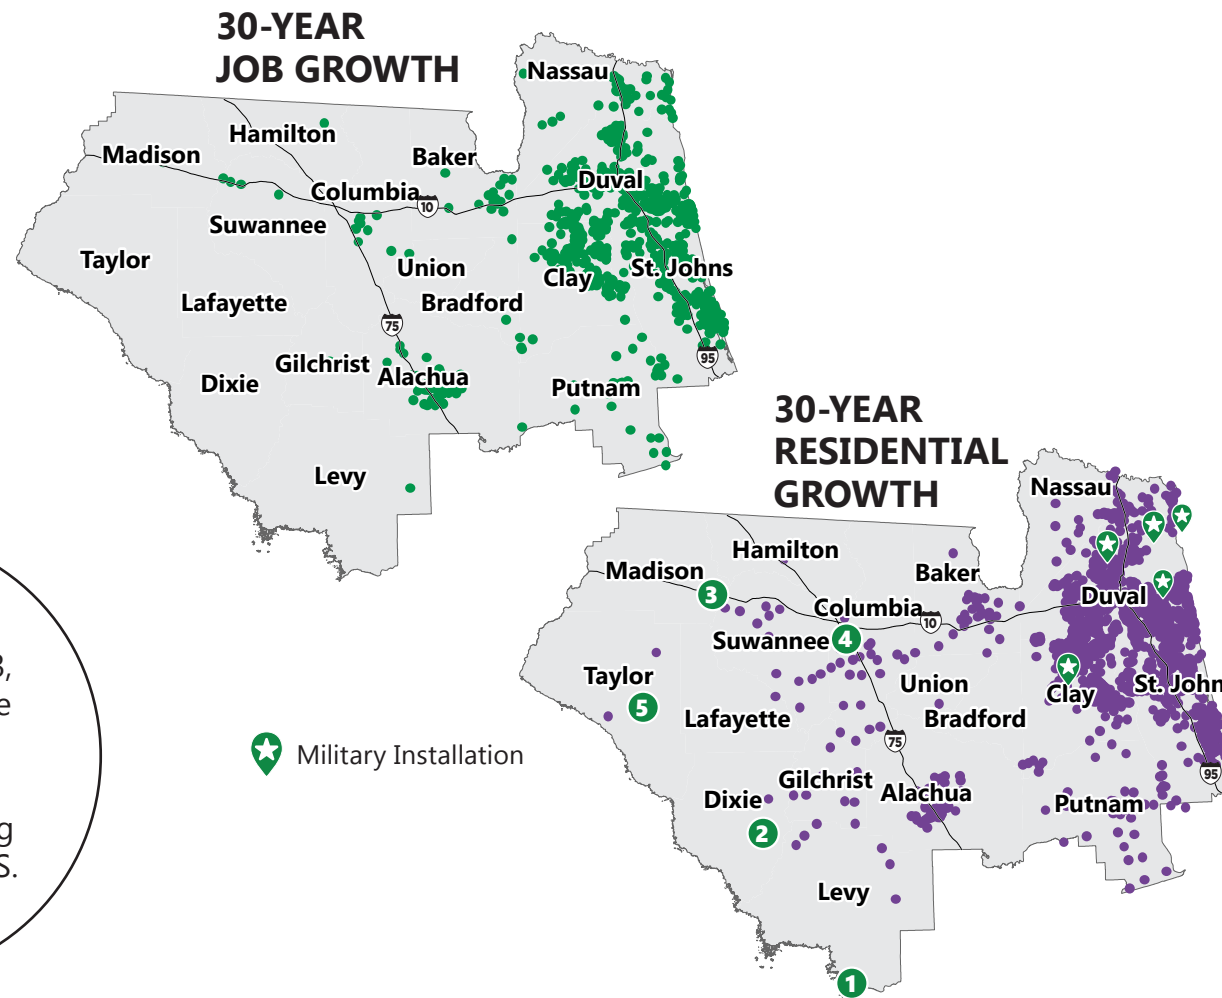 30-YEAR
JOB GROWTH
Nassau
Hamilton
Madison
Baker
Duval
Columbia
10
Suwannee
Taylor
Union
Clay
St. Johns
Lafayette
Bradford
75
95
Gilchrist
Alachua
Dixie
Putnam
Levy
30-YEAR
RESIDENTIAL
GROWTH
Nassau
Hamilton
Madison
Baker
3
Duval
Columbia
10
Suwannee
4
Taylor
Union
Clay
St. John
5
Lafayette
Bradford
75
95
Gilchrist
Alachua
Dixie
Putnam
2
Levy
1
3,
e
g
S.
Military Installation